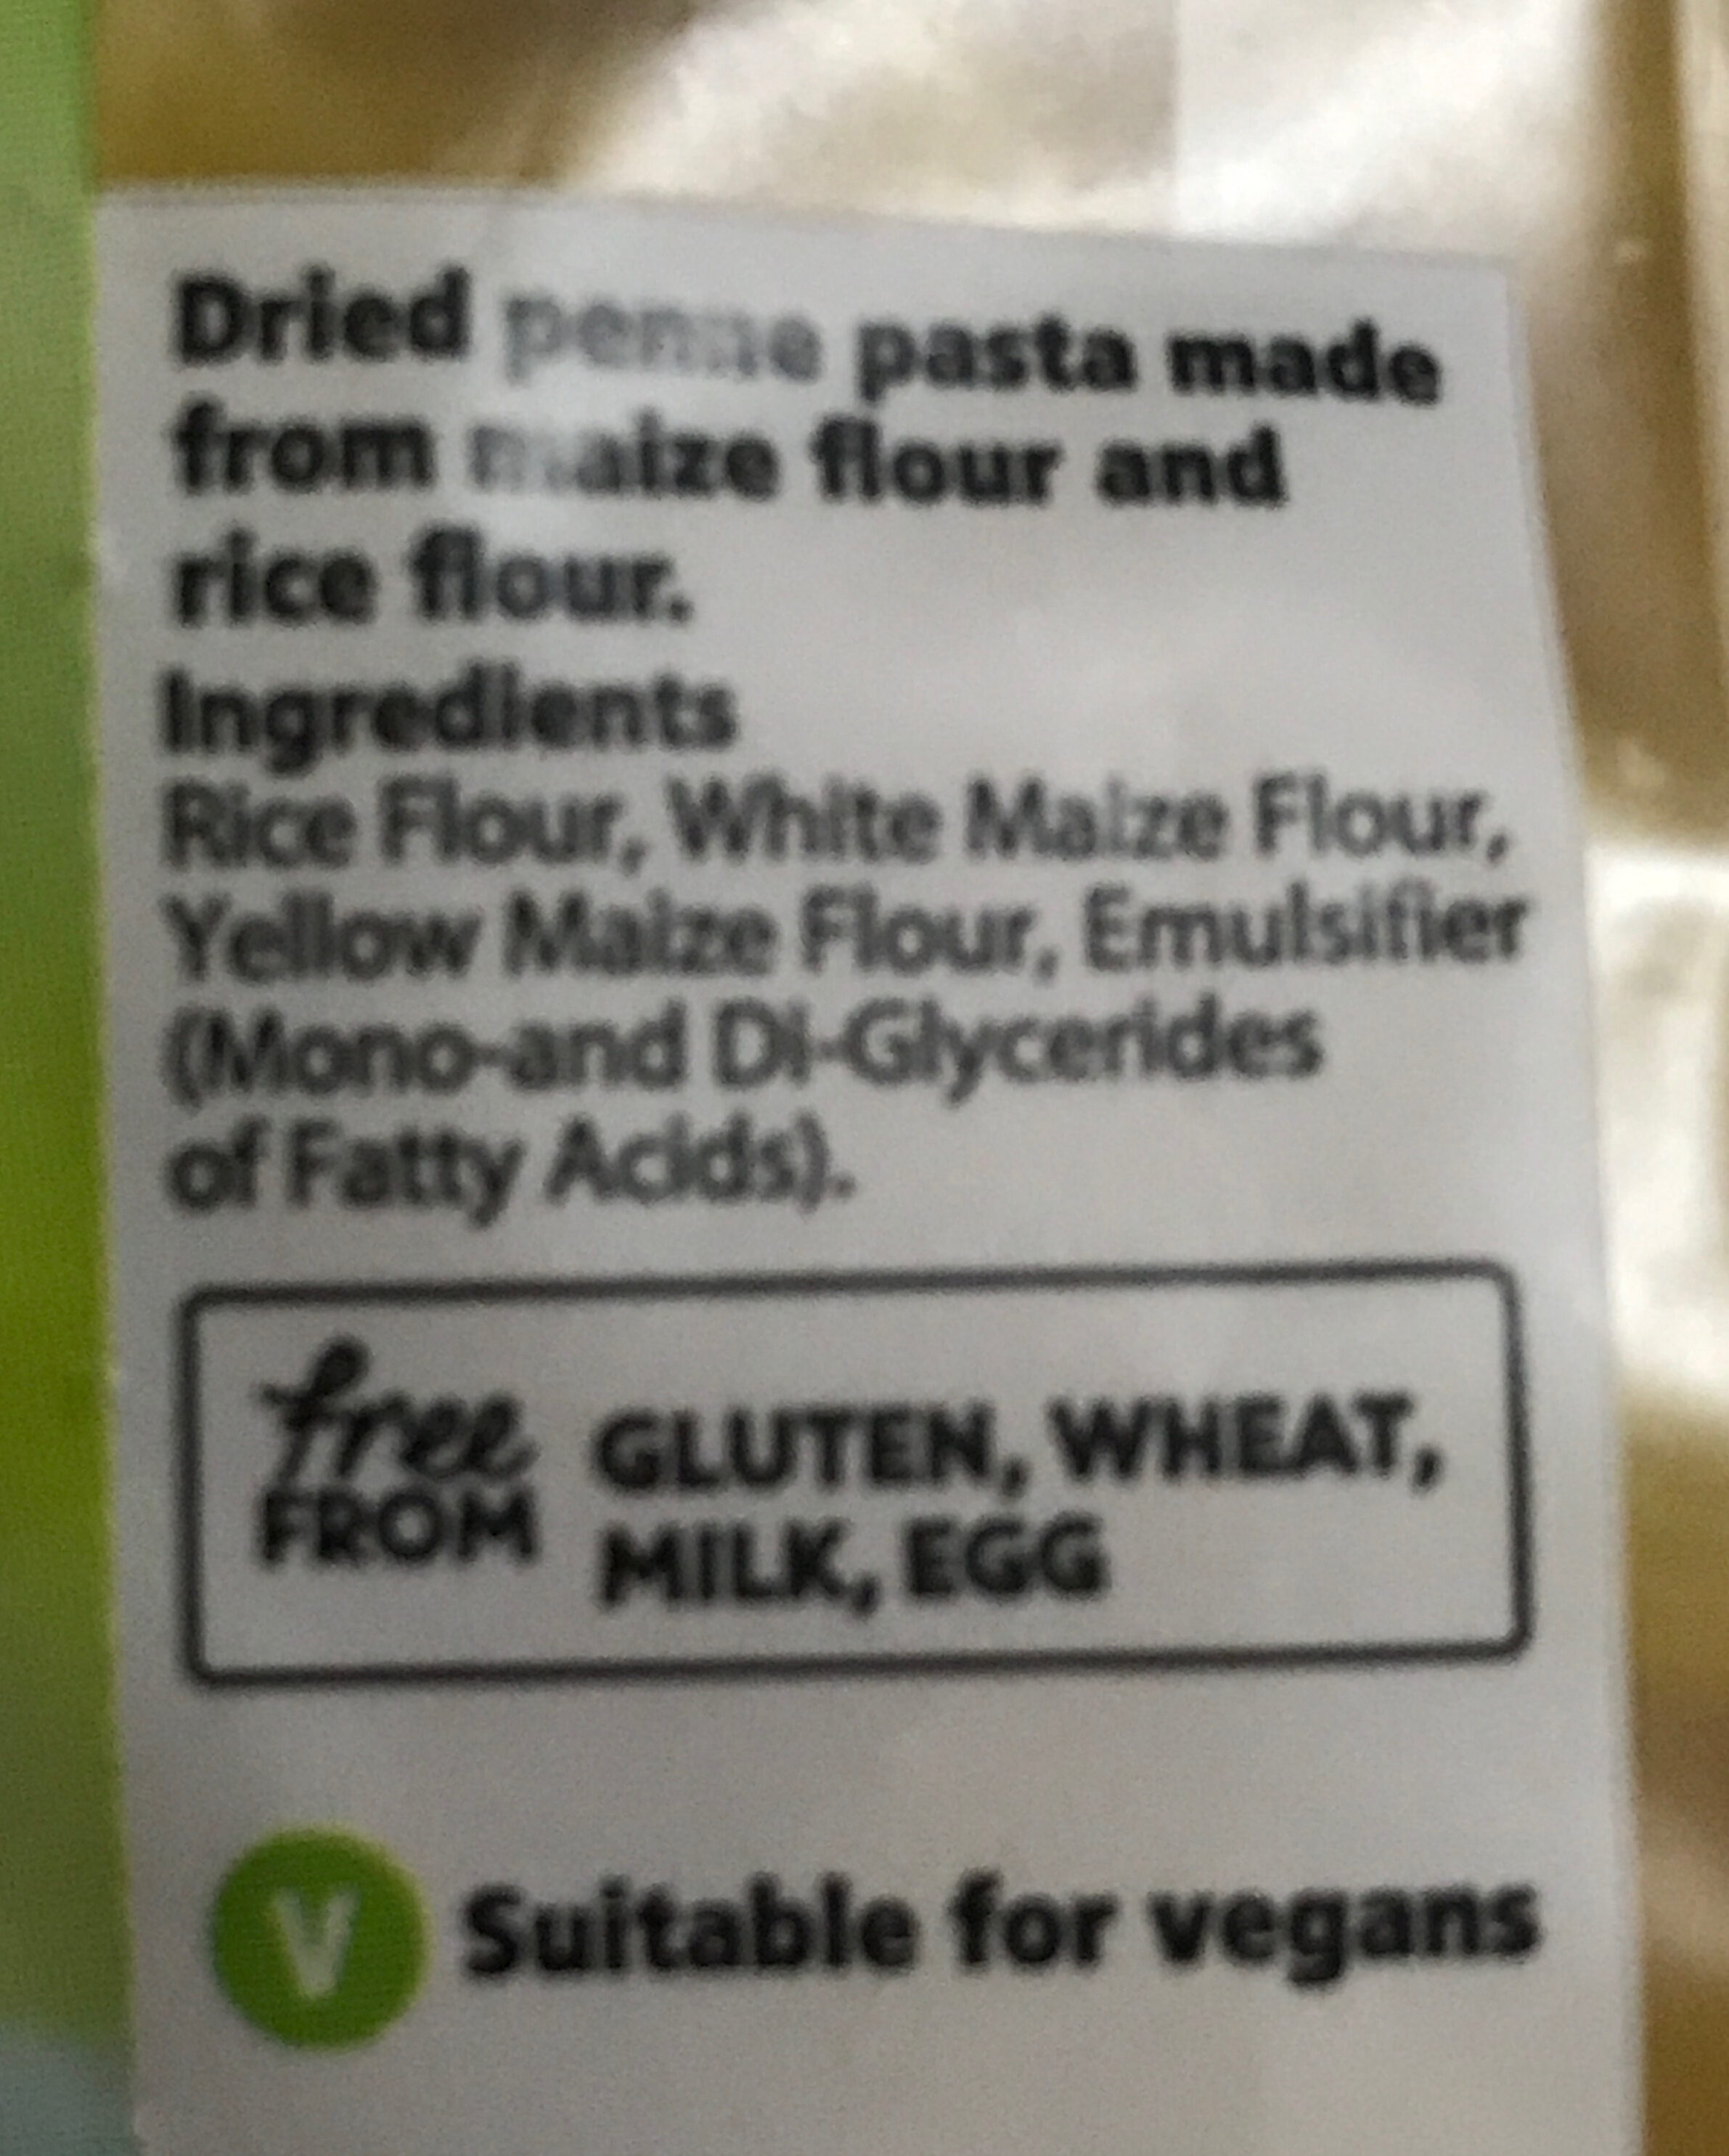 Dried penne pasta made
from maize flour and
rice flour.
Ingredients
Rice Flour, White Maize Flour,
Yellow Maize Flour, Emulsifier
(Mono-and Di-Glycerides
of Fatty Acids).
free FROM
GLUTEN, WHEAT,
MILK, EGG
V Suitable for vegans